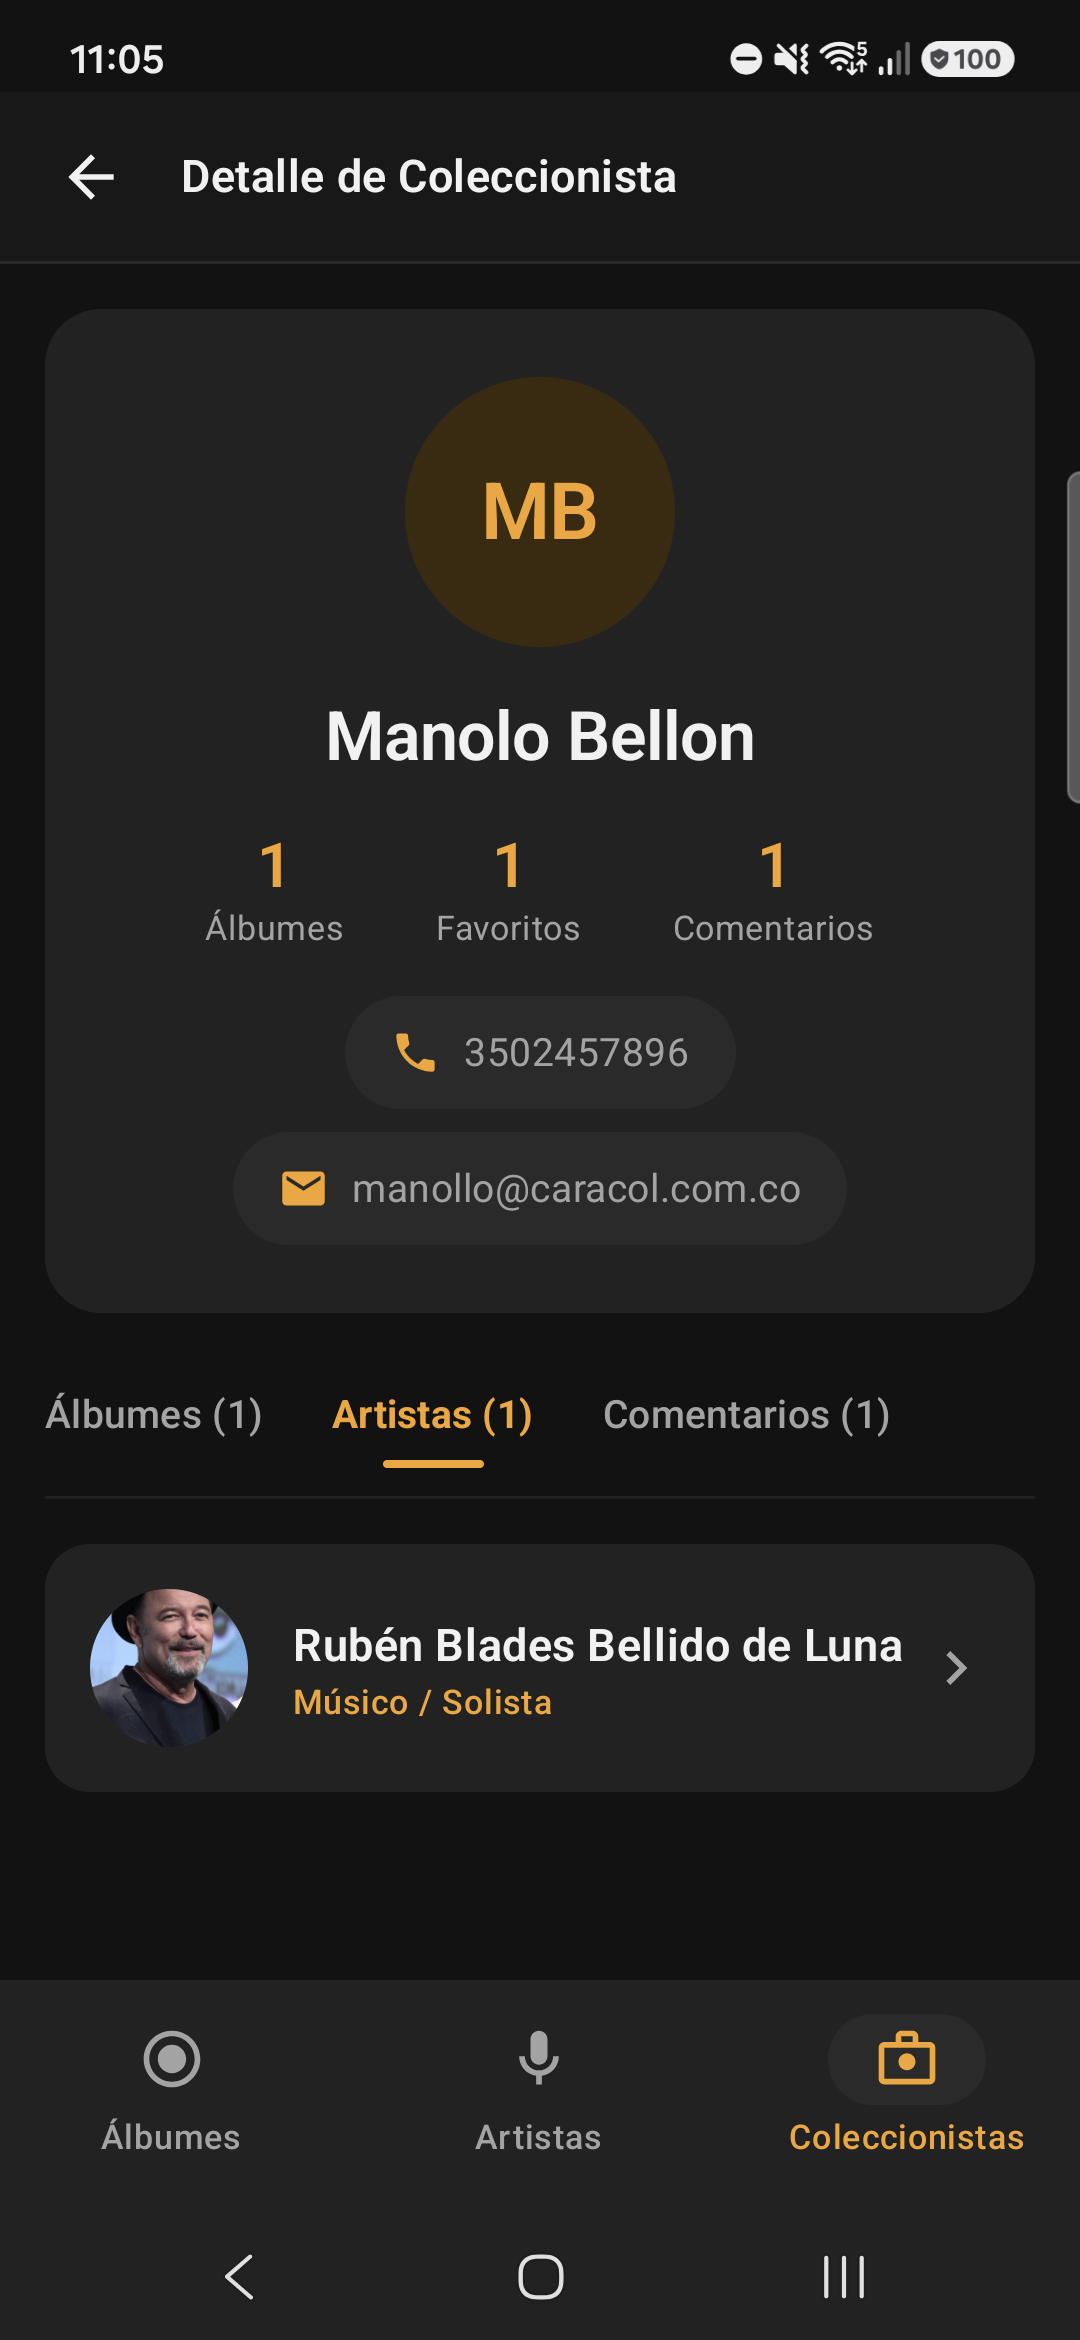 11:05
5
100
Detalle de Coleccionista
MB
Manolo Bellon
1 1 1
Álbumes Favoritos Comentarios
3502457896
manollo@caracol.com.co
Álbumes (1) Artistas (1) Comentarios (1)
Rubén Blades Bellido de Luna
Músico / Solista
Álbumes Artistas Coleccionistas